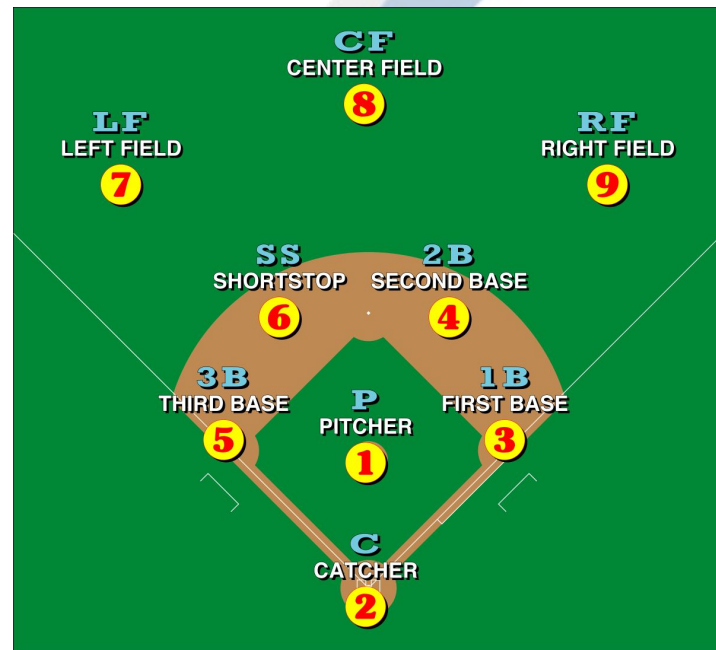 CF
CENTER FIELD
8
LF
LEFT FIELD
7
RF
RIGHT FIELD
9
SS
SHORTSTOP
6
2B
SECOND BASE
4
3B
THIRD BASE
5
P
PITCHER
1
1B
FIRST BASE
3
C
CATCHER
2